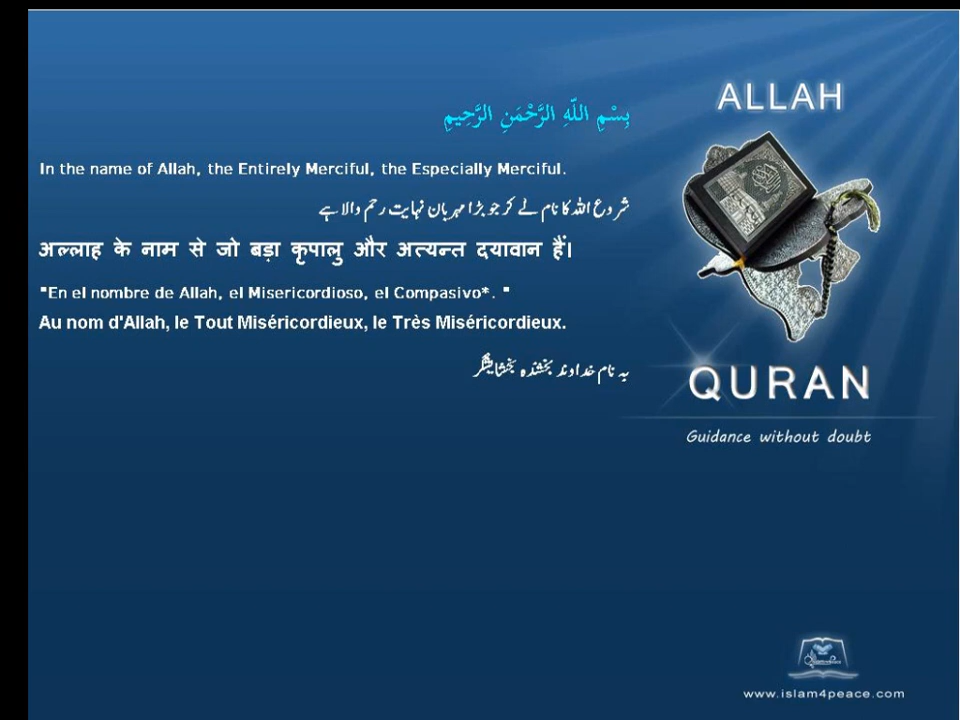 بِسْمِ اللّهِ الرَّحْمَنِ الرَّحِيمِ
In the name of Allah, the Entirely Merciful, the Especially Merciful.
شروع اللہ کا نام لے کر جو بڑا مہربان نہایت رحم والا ہے
अल्लाह के नाम से जो बड़ा कृपालु और अत्यन्त दयावान हैं।
"En el nombre de Allah, el Misericordioso, el Compasivo*. "
Au nom d'Allah, le Tout Miséricordieux, le Très Miséricordieux.
به نام خداوند بخشنده بخشایشگر
ALLAH
QURAN
Guidance without doubt
www.islam4peace.com